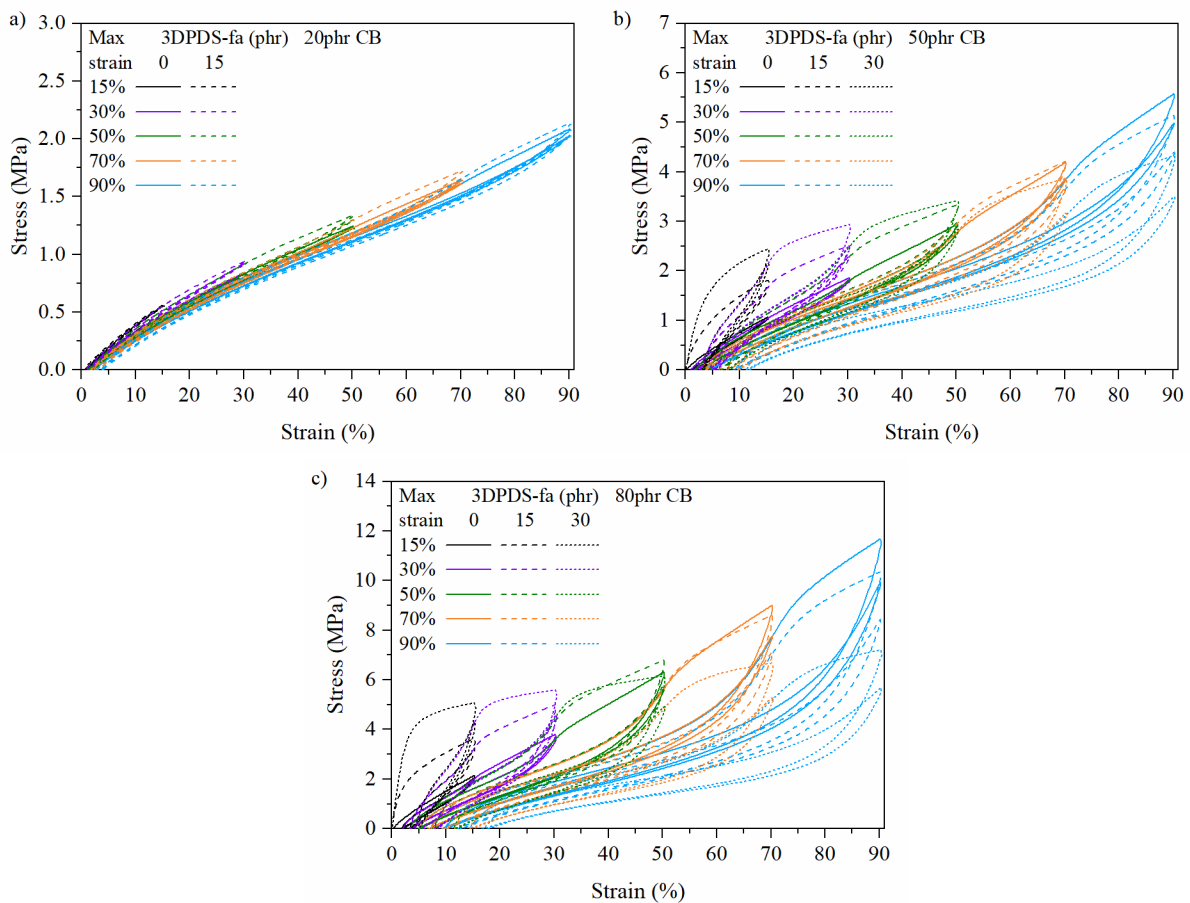 a)
Max 3DPDS-fa (phr) 20phr CB
strain 0 15
15%
30%
50%
70%
90%
3.0
2.5
2.0
1.5
1.0
0.5
0.0
Stress (MPa)
0 10 20 30 40 50 60 70 80 90
Strain (%)
b)
Max 3DPDS-fa (phr) 50phr CB
strain 0 15 30
15%
30%
50%
70%
90%
7
6
5
4
3
2
1
0
Stress (MPa)
0 10 20 30 40 50 60 70 80 90
Strain (%)
c)
Max 3DPDS-fa (phr) 80phr CB
strain 0 15 30
15%
30%
50%
70%
90%
14
12
10
8
6
4
2
0
Stress (MPa)
0 10 20 30 40 50 60 70 80 90
Strain (%)